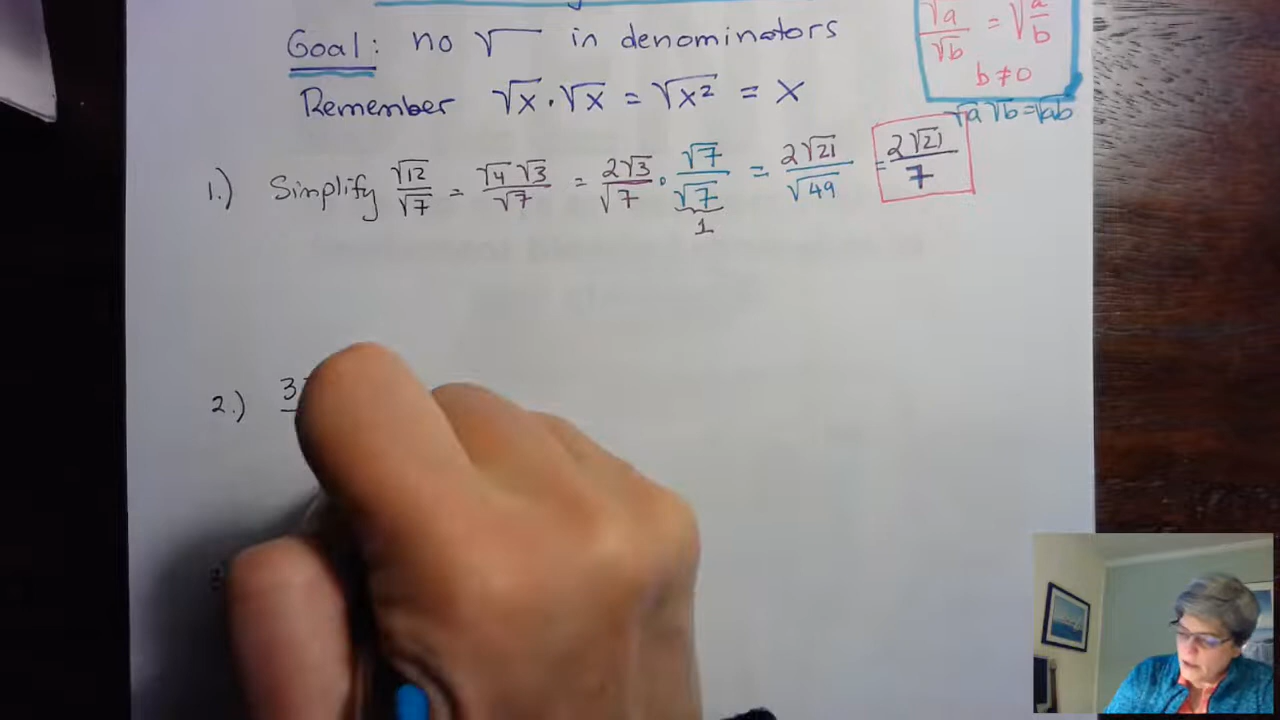 √a/√b = √a/b
b ≠ 0
Goal: no √ in denominators
Remember √x · √x = √x² = x
√a √b = √ab
1.) Simplify √12/√7 = √4 √3/√7 = 2√3/√7 · √7/√7 = 2√21/√49 = 2√21/7
1
2.) 3